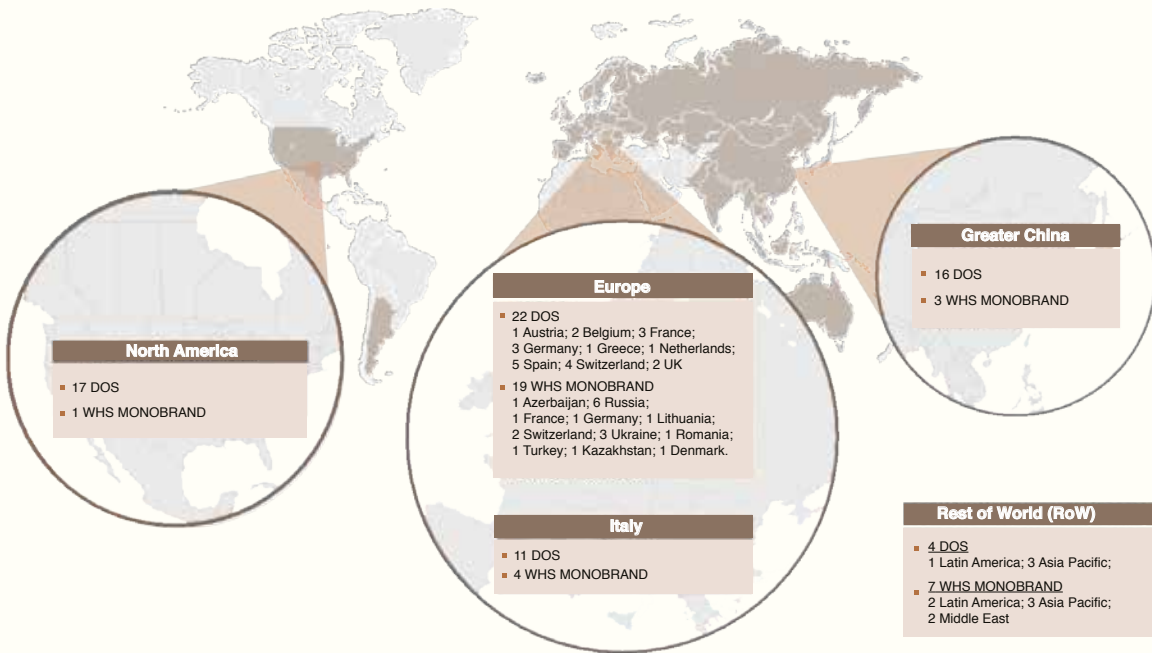 North America
17 DOS
1 WHS MONOBRAND
Europe
22 DOS
1 Austria; 2 Belgium; 3 France;
3 Germany; 1 Greece; 1 Netherlands;
5 Spain; 4 Switzerland; 2 UK
19 WHS MONOBRAND
1 Azerbaijan; 6 Russia;
1 France; 1 Germany; 1 Lithuania;
2 Switzerland; 3 Ukraine; 1 Romania;
1 Turkey; 1 Kazakhstan; 1 Denmark.
Italy
11 DOS
4 WHS MONOBRAND
Greater China
16 DOS
3 WHS MONOBRAND
Rest of World (RoW)
4 DOS
1 Latin America; 3 Asia Pacific;
7 WHS MONOBRAND
2 Latin America; 3 Asia Pacific;
2 Middle East